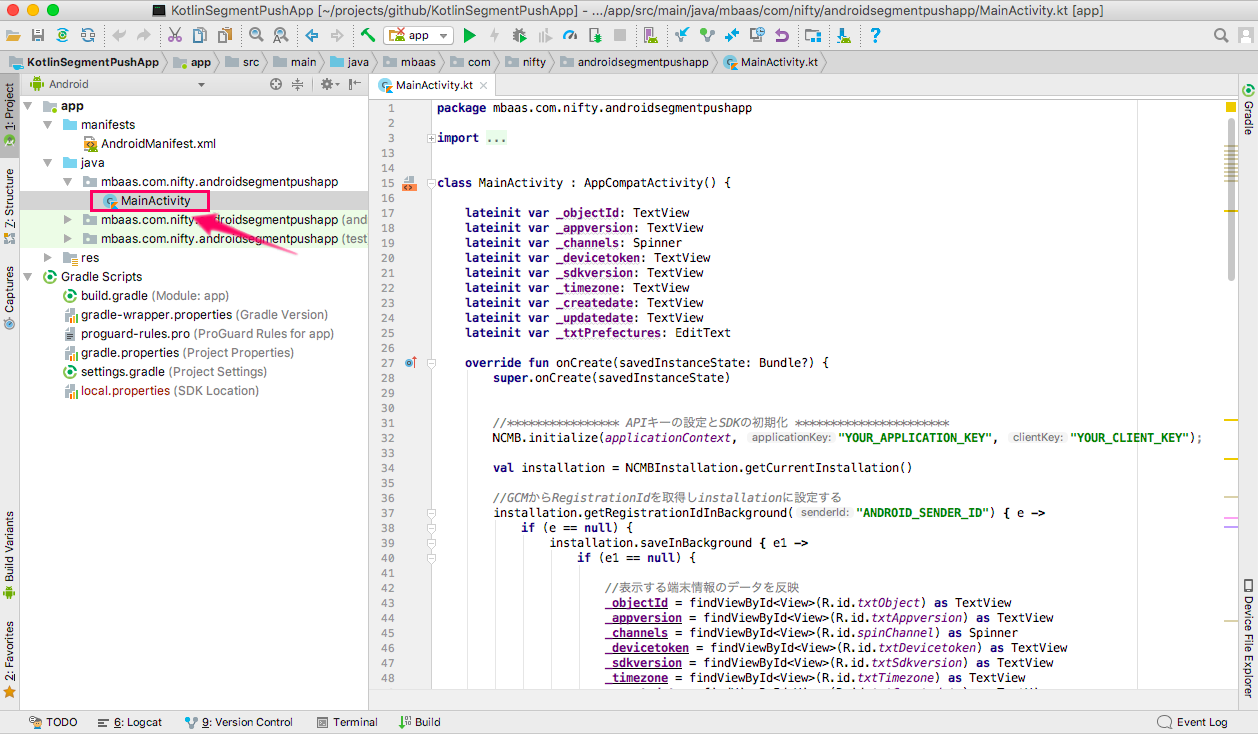 KotlinSegmentPushApp [~/projects/github/KotlinSegmentPushApp] - .../app/src/main/java/mbaas/com/nifty/androidsegmentpushapp/MainActivity.kt [app]
app
KotlinSegmentPushApp app src main java mbaas com nifty androidsegmentpushapp MainActivity.kt
Android
MainActivity.kt
1: Project
7: Structure
Captures
Build Variants
2: Favorites
app
manifests
AndroidManifest.xml
java
mbaas.com.nifty.androidsegmentpushapp
MainActivity
mbaas.com.nifty.androidsegmentpushapp (and
mbaas.com.nifty.androidsegmentpushapp (test
res
Gradle Scripts
build.gradle (Module: app)
gradle-wrapper.properties (Gradle Version)
proguard-rules.pro (ProGuard Rules for app)
gradle.properties (Project Properties)
settings.gradle (Project Settings)
local.properties (SDK Location)
1 package mbaas.com.nifty.androidsegmentpushapp
2
3 import ...
13
14
15 class MainActivity : AppCompatActivity() {
16
17 lateinit var _objectId: TextView
18 lateinit var _appversion: TextView
19 lateinit var _channels: Spinner
20 lateinit var _devicetoken: TextView
21 lateinit var _sdkversion: TextView
22 lateinit var _timezone: TextView
23 lateinit var _createdate: TextView
24 lateinit var _updatedate: TextView
25 lateinit var _txtPrefectures: EditText
26
27 override fun onCreate(savedInstanceState: Bundle?) {
28 super.onCreate(savedInstanceState)
29
30
31 //**************** APIキーの設定とSDKの初期化 **********************
32 NCMB.initialize(applicationContext, applicationKey: "YOUR_APPLICATION_KEY", clientKey: "YOUR_CLIENT_KEY");
33
34 val installation = NCMBInstallation.getCurrentInstallation()
35
36 //GCMからRegistrationIdを取得しinstallationに設定する
37 installation.getRegistrationIdInBackground( senderId: "ANDROID_SENDER_ID") { e ->
38 if (e == null) {
39 installation.saveInBackground { e1 ->
40 if (e1 == null) {
41
42 //表示する端末情報のデータを反映
43 _objectId = findViewById<View>(R.id.txtObject) as TextView
44 _appversion = findViewById<View>(R.id.txtAppversion) as TextView
45 _channels = findViewById<View>(R.id.spinChannel) as Spinner
46 _devicetoken = findViewById<View>(R.id.txtDevicetoken) as TextView
47 _sdkversion = findViewById<View>(R.id.txtSdkversion) as TextView
48 _timezone = findViewById<View>(R.id.txtTimezone) as TextView
Gradle
Device File Explorer
TODO 6: Logcat 9: Version Control Terminal Build Event Log